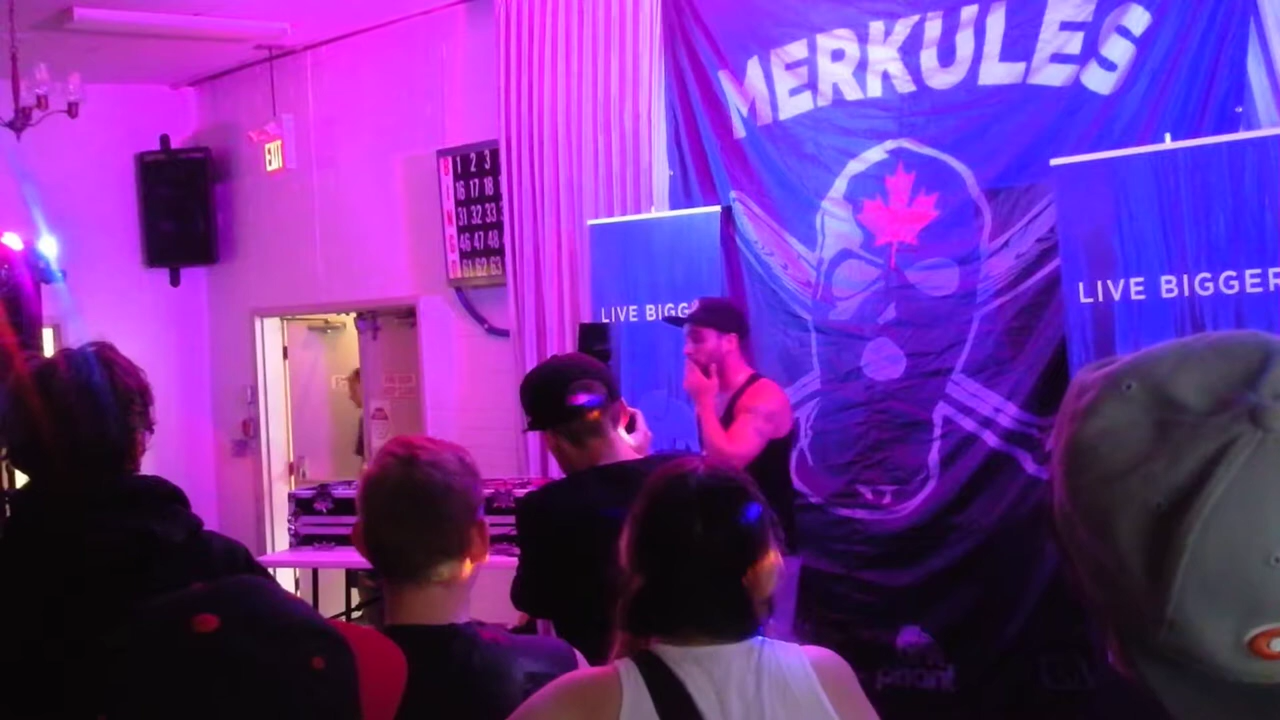 MERKULES
EXIT
B 1 2 3
I 16 17 18
N 31 32 33
G 46 47 48
61 62 63
LIVE BIGG
LIVE BIGGER